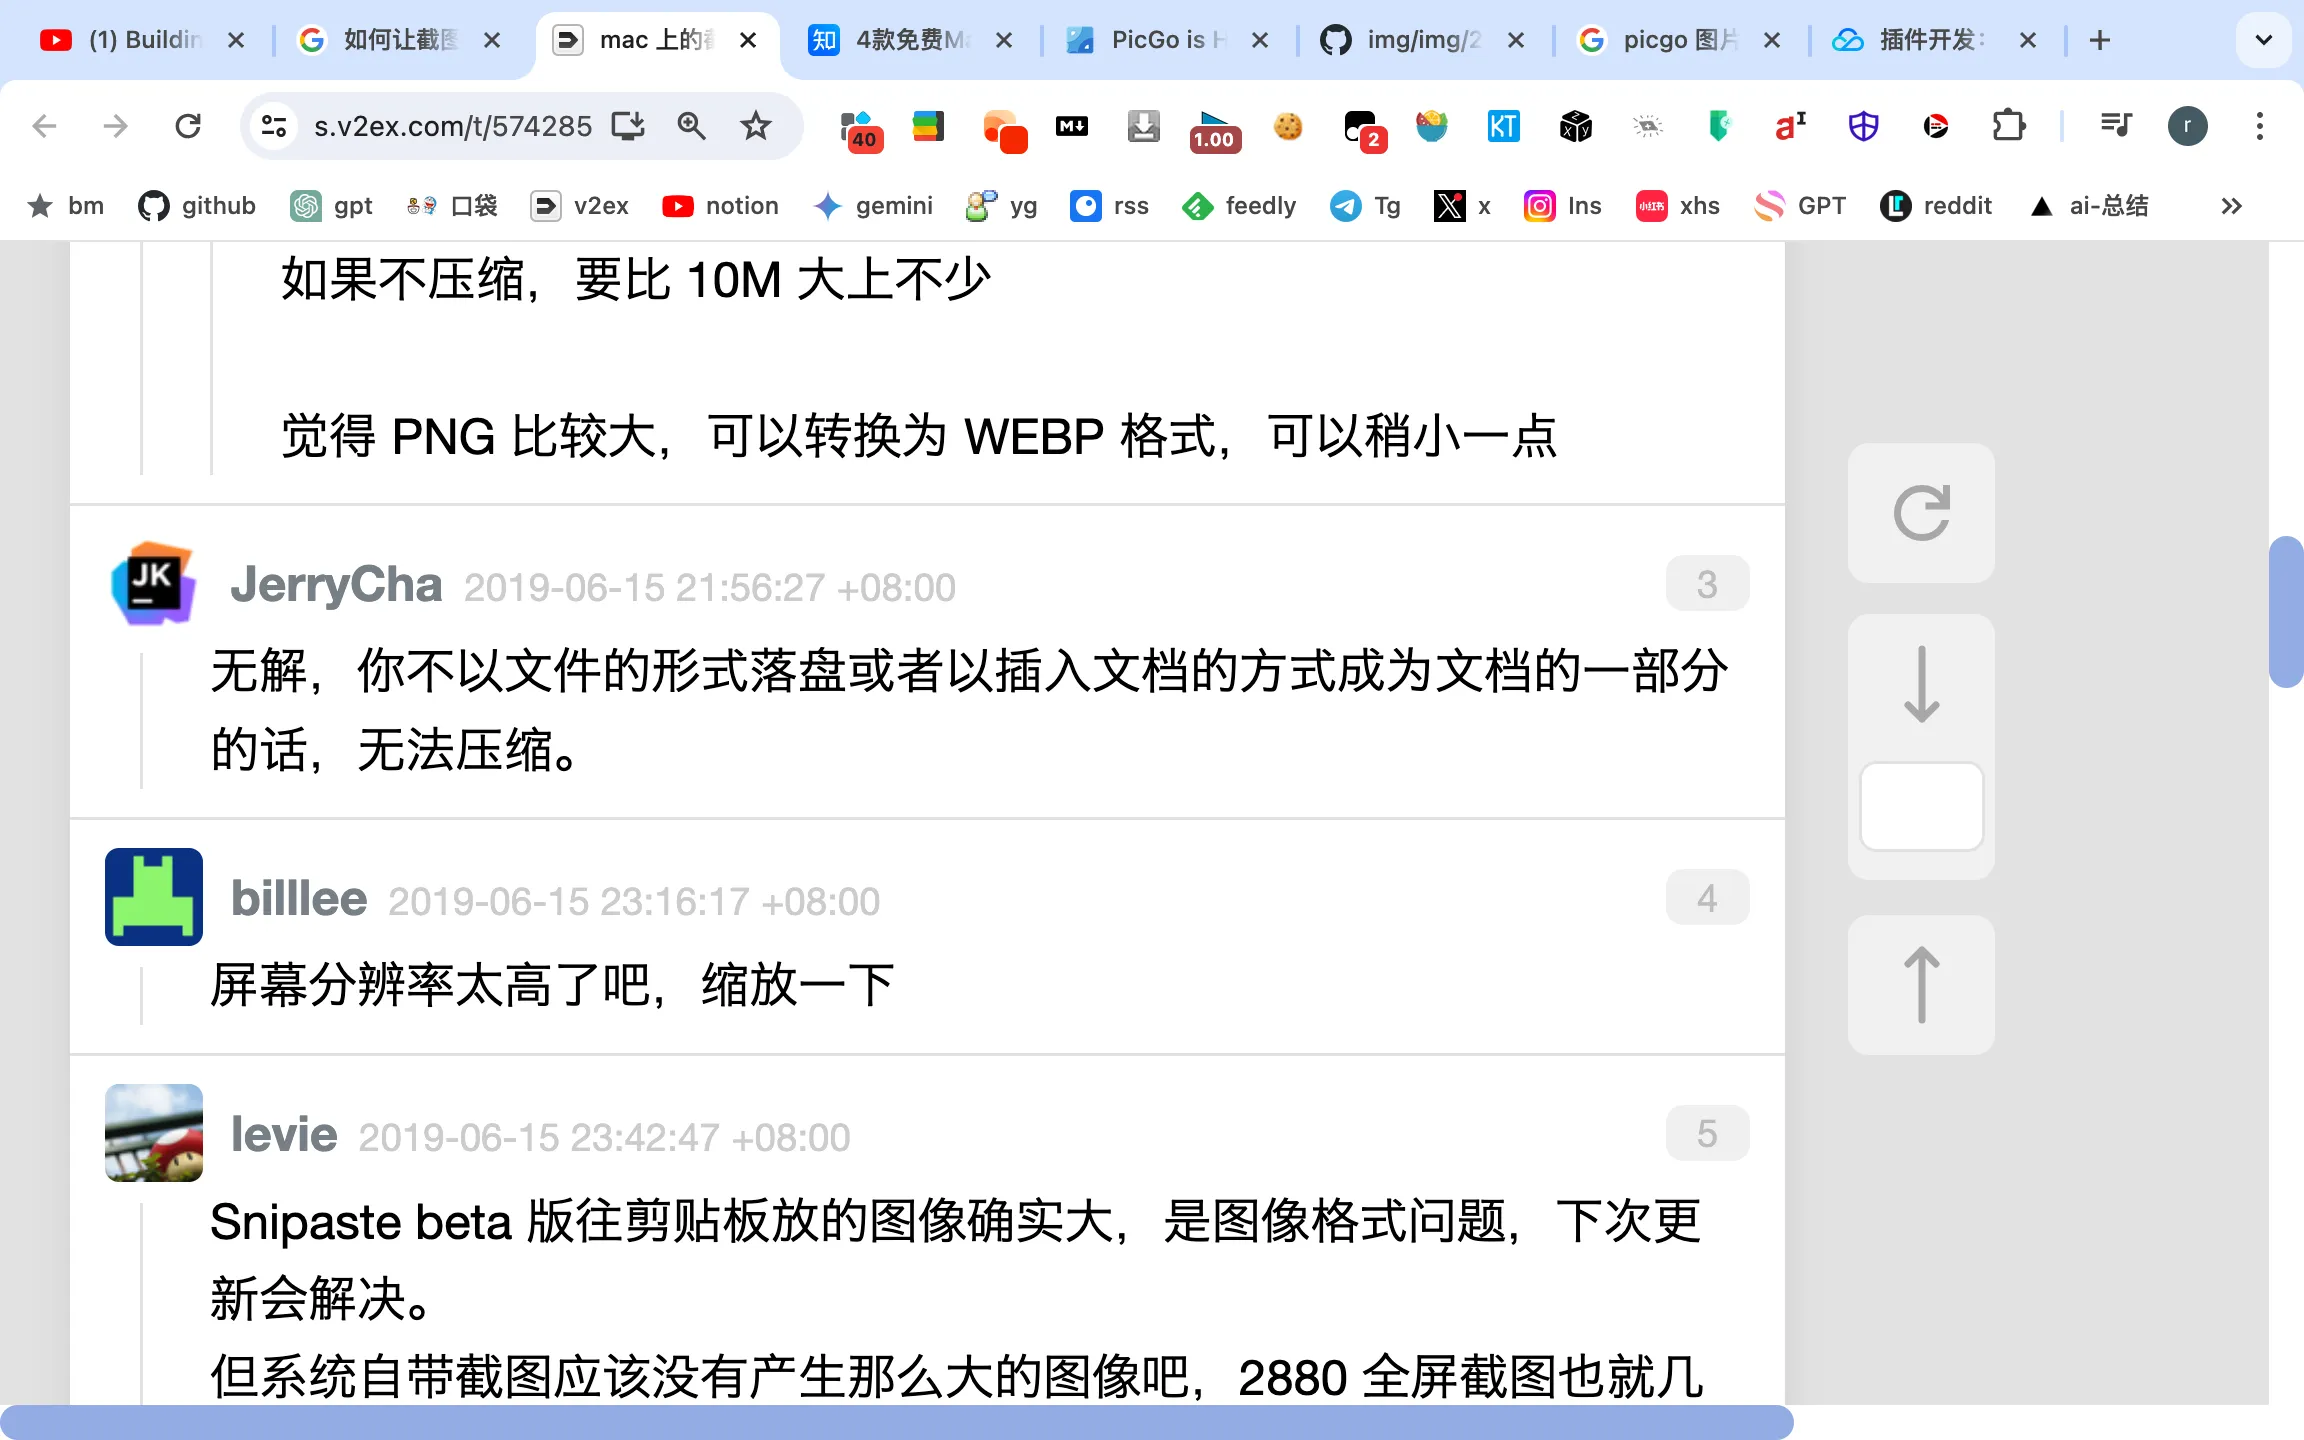 (1) Buildin
如何让截图
mac 上的截
4款免费Ma
PicGo is H
img/img/2
picgo 图片
插件开发:
s.v2ex.com/t/574285
40
1.00
2
KT
r
bm
github
gpt
口袋
v2ex
notion
gemini
yg
rss
feedly
Tg
x
Ins
xhs
GPT
reddit
ai-总结
如果不压缩，要比 10M 大上不少
觉得 PNG 比较大，可以转换为 WEBP 格式，可以稍小一点
JerryCha 2019-06-15 21:56:27 +08:00
3
无解，你不以文件的形式落盘或者以插入文档的方式成为文档的一部分
的话，无法压缩。
billlee 2019-06-15 23:16:17 +08:00
4
屏幕分辨率太高了吧，缩放一下
levie 2019-06-15 23:42:47 +08:00
5
Snipaste beta 版往剪贴板放的图像确实大，是图像格式问题，下次更
新会解决。
但系统自带截图应该没有产生那么大的图像吧，2880 全屏截图也就几